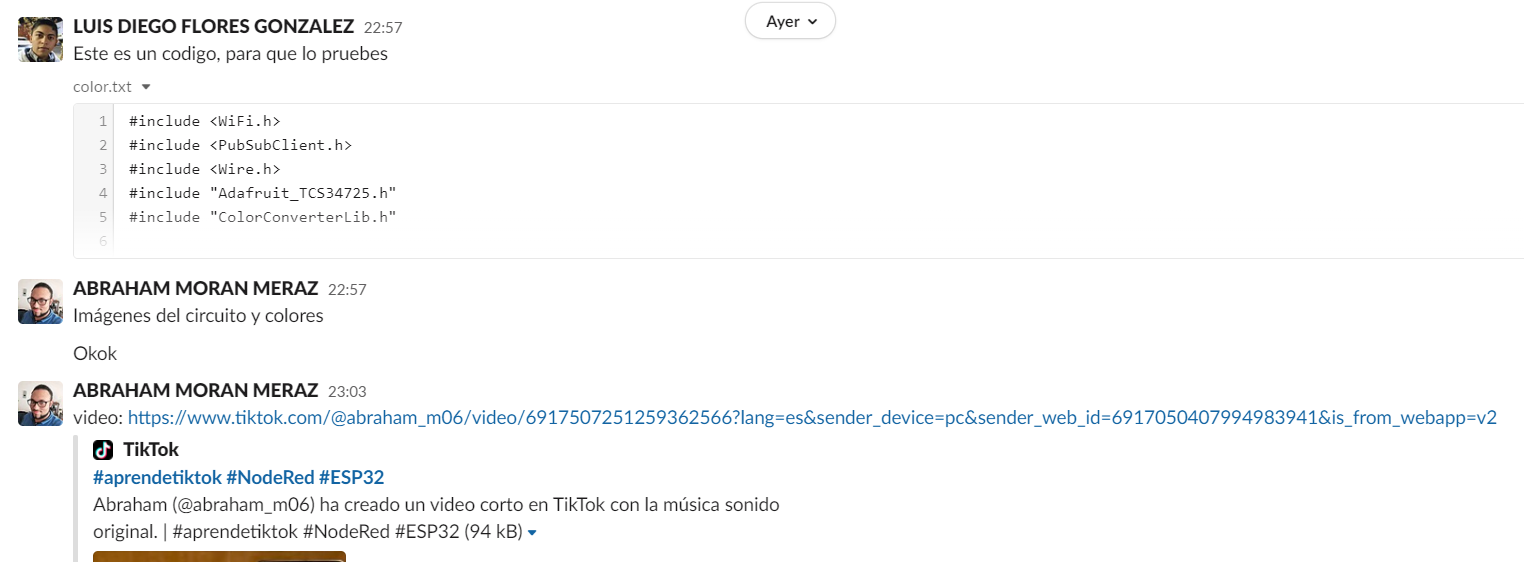 Ayer
LUIS DIEGO FLORES GONZALEZ 22:57
Este es un codigo, para que lo pruebes
color.txt
1 #include <WiFi.h>
2 #include <PubSubClient.h>
3 #include <Wire.h>
4 #include "Adafruit_TCS34725.h"
5 #include "ColorConverterLib.h"
6
ABRAHAM MORAN MERAZ 22:57
Imágenes del circuito y colores
Okok
ABRAHAM MORAN MERAZ 23:03
video: https://www.tiktok.com/@abraham_m06/video/6917507251259362566?lang=es&sender_device=pc&sender_web_id=6917050407994983941&is_from_webapp=v2
TikTok
#aprendetiktok #NodeRed #ESP32
Abraham (@abraham_m06) ha creado un video corto en TikTok con la música sonido
original. | #aprendetiktok #NodeRed #ESP32 (94 kB)